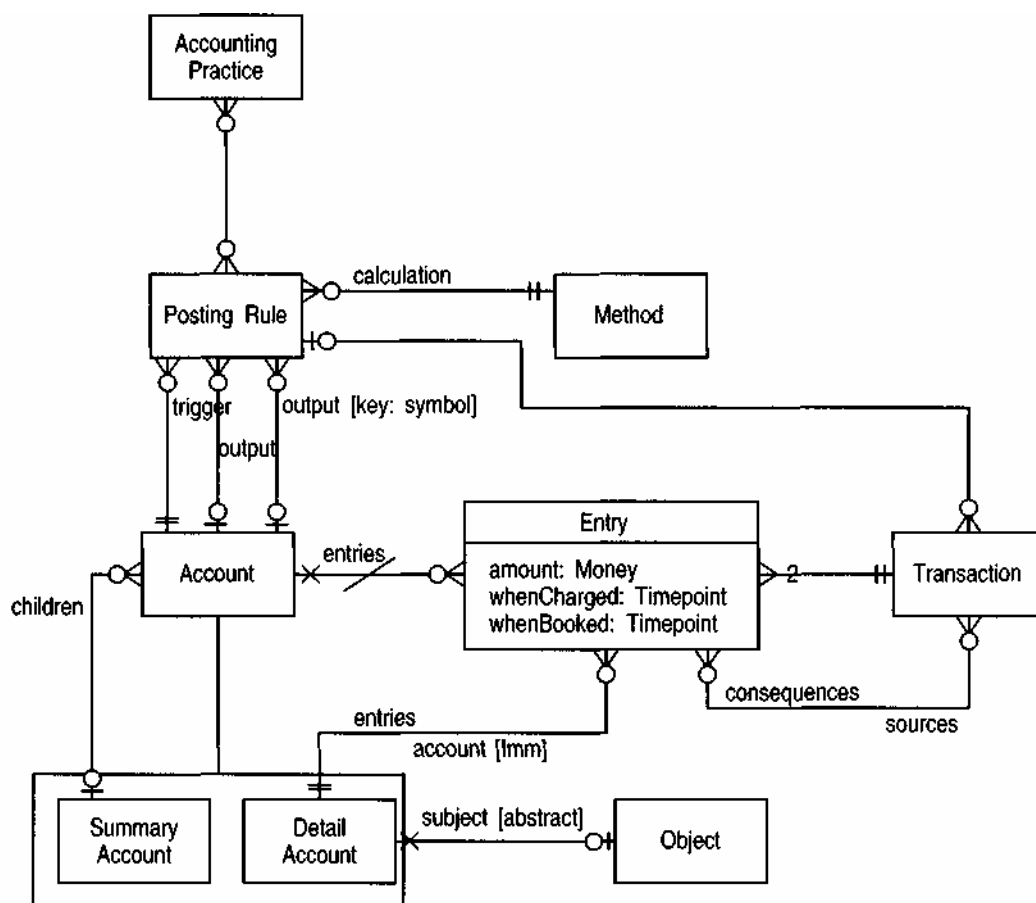 Accounting
Practice
calculation
Posting Rule
Method
trigger
output [key: symbol]
output
Entry
entries
Account
amount: Money
whenCharged: Timepoint
whenBooked: Timepoint
2
Transaction
children
consequences
sources
entries
account [Imm]
subject [abstract]
Summary
Account
Detail
Account
Object